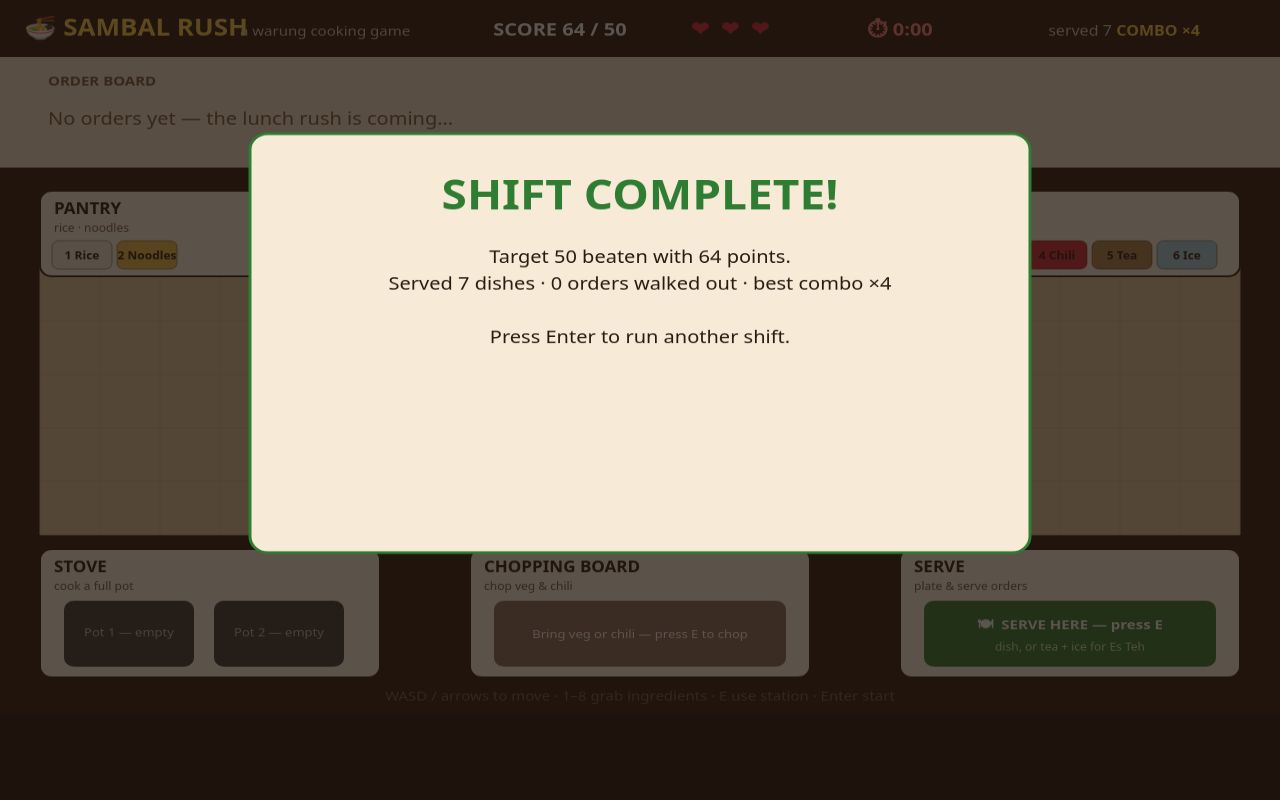 🍜 SAMBAL RUSH warung cooking game
SCORE 64 / 50
❤ ❤ ❤
⏱ 0:00
served 7 COMBO ×4
ORDER BOARD
No orders yet — the lunch rush is coming...
SHIFT COMPLETE!
Target 50 beaten with 64 points.
Served 7 dishes · 0 orders walked out · best combo ×4
Press Enter to run another shift.
PANTRY
rice · noodles
1 Rice
2 Noodles
4 Chili
5 Tea
6 Ice
STOVE
cook a full pot
Pot 1 — empty
Pot 2 — empty
CHOPPING BOARD
chop veg & chili
Bring veg or chili — press E to chop
SERVE
plate & serve orders
🍽 SERVE HERE — press E
dish, or tea + ice for Es Teh
WASD / arrows to move · 1–8 grab ingredients · E use station · Enter start